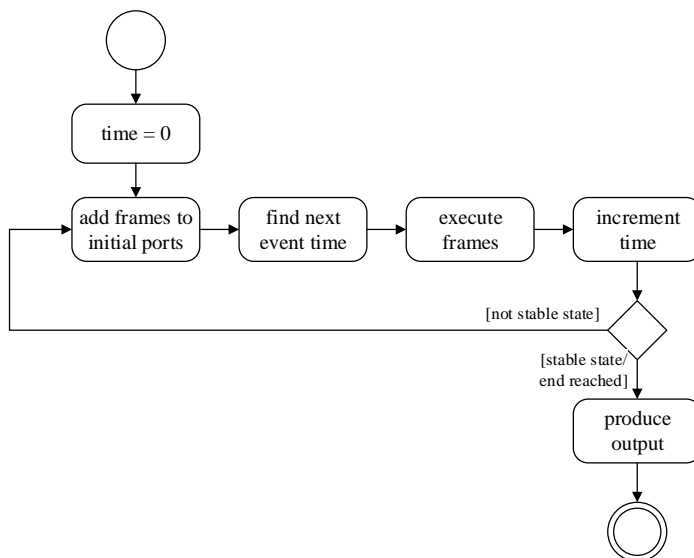 time = 0
add frames to
initial ports
find next
event time
execute
frames
increment
time
[not stable state]
[stable state/
end reached]
produce
output